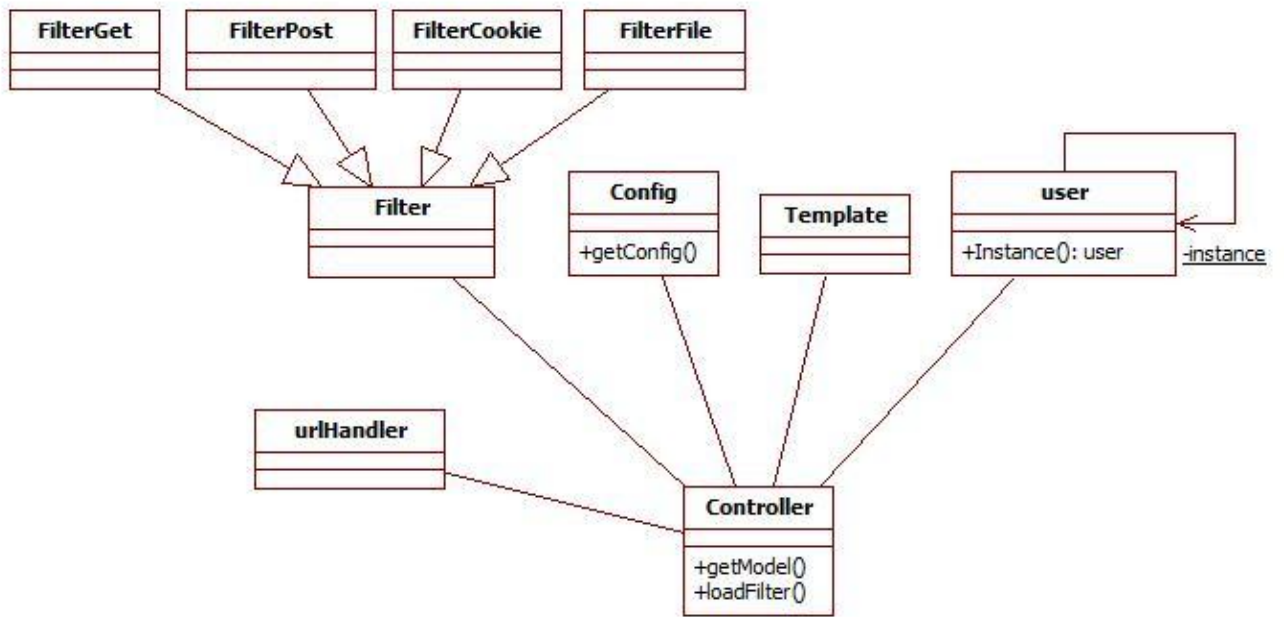 FilterGet
FilterPost
FilterCookie
FilterFile
Filter
Config
+getConfig()
Template
user
+Instance(): user
-instance
urlHandler
Controller
+getModel()
+loadFilter()